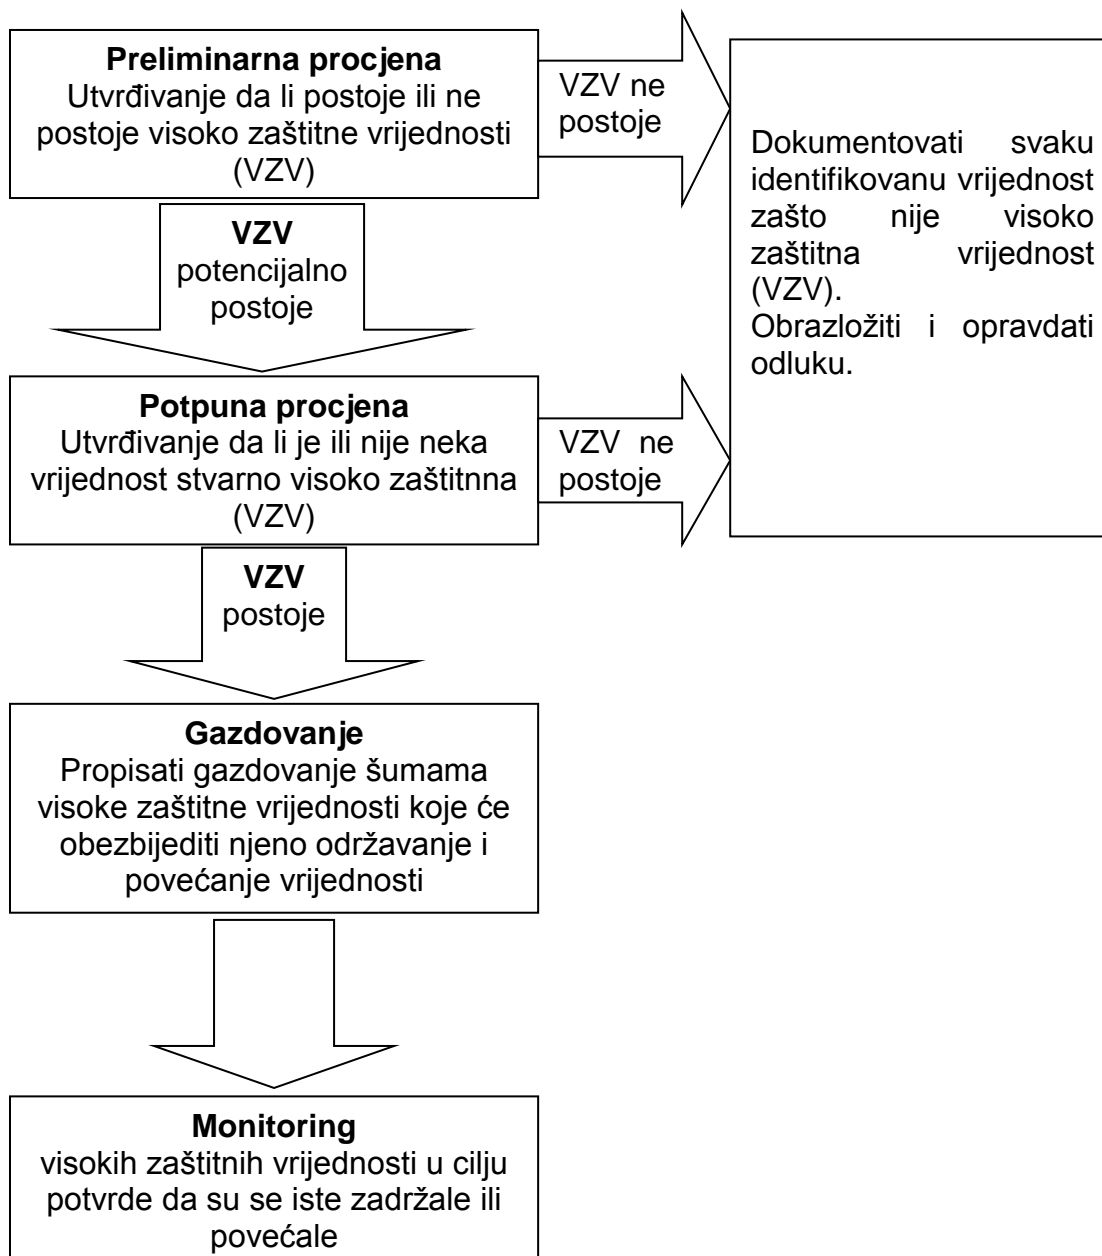 Preliminarna procjena
Utvrđivanje da li postoje ili ne
postoje visoko zaštitne vrijednosti
(VZV)
VZV ne
postoje
Dokumentovati svaku
identifikovanu vrijednost
zašto nije visoko
zaštitna vrijednost
(VZV).
Obrazložiti i opravdati
odluku.
VZV
potencijalno
postoje
Potpuna procjena
Utvrđivanje da li je ili nije neka
vrijednost stvarno visoko zaštitnna
(VZV)
VZV ne
postoje
VZV
postoje
Gazdovanje
Propisati gazdovanje šumama
visoke zaštitne vrijednosti koje će
obezbijediti njeno održavanje i
povećanje vrijednosti
Monitoring
visokih zaštitnih vrijednosti u cilju
potvrde da su se iste zadržale ili
povećale